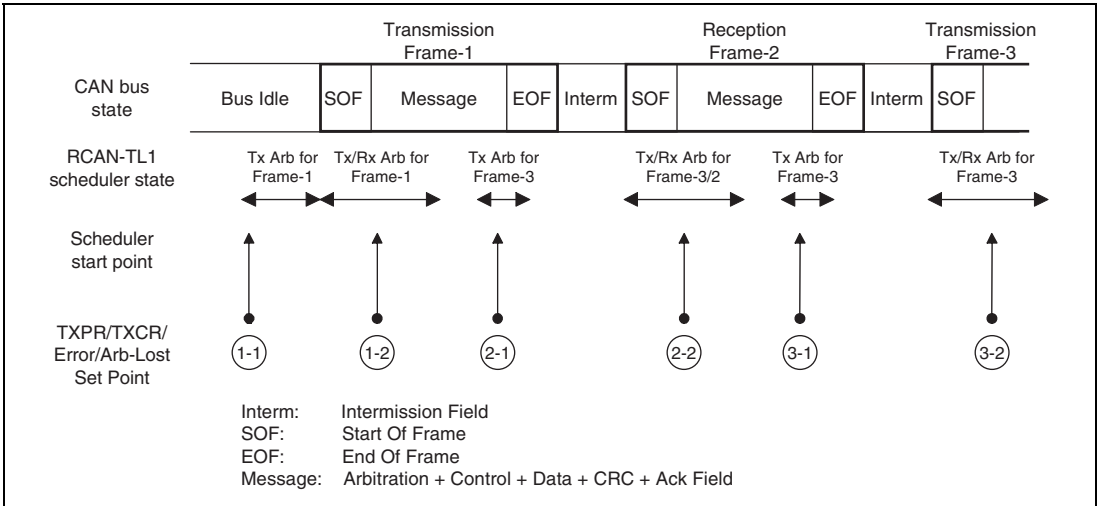 Transmission
Frame-1
Reception
Frame-2
Transmission
Frame-3
CAN bus
state
Bus Idle
SOF
Message
EOF
Interm
SOF
Message
EOF
Interm
SOF
RCAN-TL1
scheduler state
Tx Arb for
Frame-1
Tx/Rx Arb for
Frame-1
Tx Arb for
Frame-3
Tx/Rx Arb for
Frame-3/2
Tx Arb for
Frame-3
Tx/Rx Arb for
Frame-3
Scheduler
start point
TXPR/TXCR/
Error/Arb-Lost
Set Point
1-1
1-2
2-1
2-2
3-1
3-2
Interm: Intermission Field
SOF: Start Of Frame
EOF: End Of Frame
Message: Arbitration + Control + Data + CRC + Ack Field